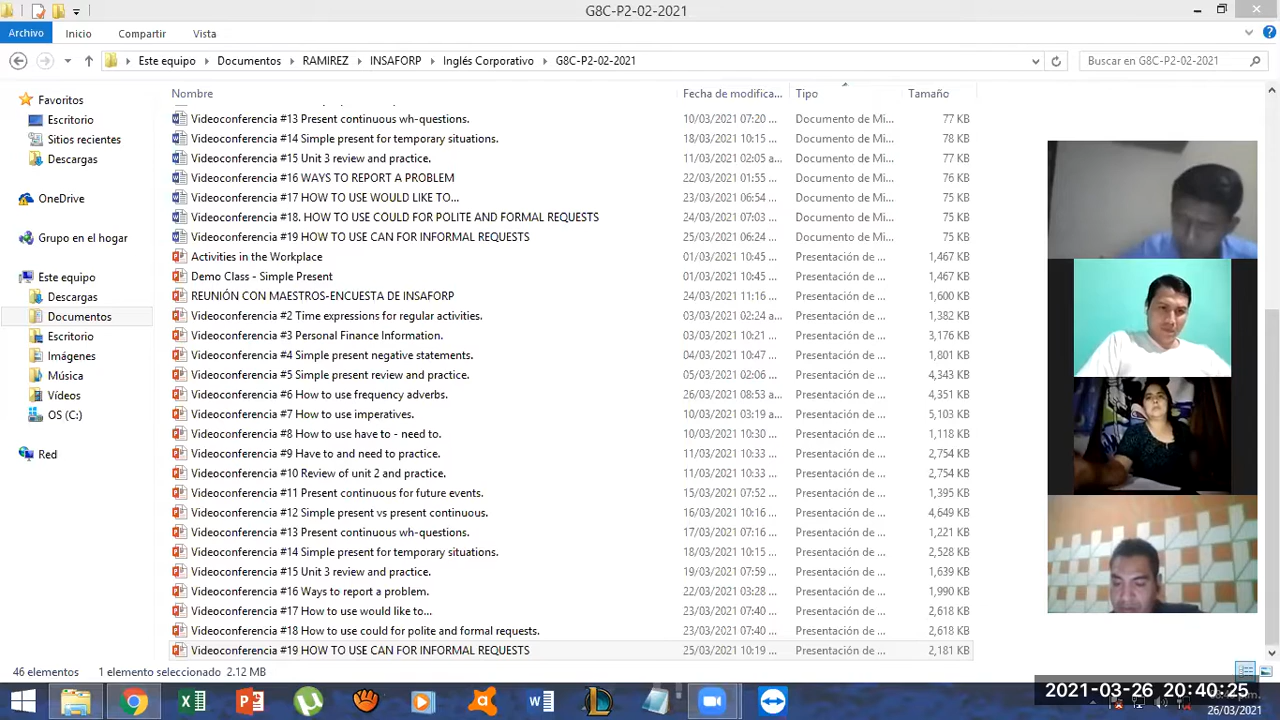 G8C-P2-02-2021
Archivo Inicio Compartir Vista
Este equipo Documentos RAMIREZ INSAFORP Inglés Corporativo G8C-P2-02-2021 Buscar en G8C-P2-02-2021
Favoritos
Escritorio
Sitios recientes
Descargas
OneDrive
Grupo en el hogar
Este equipo
Descargas
Documentos
Escritorio
Imágenes
Música
Vídeos
OS (C:)
Red
Nombre Fecha de modifica... Tipo Tamaño
Videoconferencia #13 Present continuous wh-questions. 10/03/2021 07:20 ... Documento de Mi... 77 KB
Videoconferencia #14 Simple present for temporary situations. 18/03/2021 10:15 ... Documento de Mi... 78 KB
Videoconferencia #15 Unit 3 review and practice. 11/03/2021 02:05 a... Documento de Mi... 77 KB
Videoconferencia #16 WAYS TO REPORT A PROBLEM 22/03/2021 01:55 ... Documento de Mi... 76 KB
Videoconferencia #17 HOW TO USE WOULD LIKE TO... 23/03/2021 06:54 ... Documento de Mi... 75 KB
Videoconferencia #18. HOW TO USE COULD FOR POLITE AND FORMAL REQUESTS 24/03/2021 07:03 ... Documento de Mi... 75 KB
Videoconferencia #19 HOW TO USE CAN FOR INFORMAL REQUESTS 25/03/2021 06:24 ... Documento de Mi... 75 KB
Activities in the Workplace 01/03/2021 10:45 ... Presentación de ... 1,467 KB
Demo Class - Simple Present 01/03/2021 10:45 ... Presentación de ... 1,467 KB
REUNIÓN CON MAESTROS-ENCUESTA DE INSAFORP 24/03/2021 11:16 ... Presentación de ... 1,600 KB
Videoconferencia #2 Time expressions for regular activities. 03/03/2021 02:24 a... Presentación de ... 1,382 KB
Videoconferencia #3 Personal Finance Information. 03/03/2021 10:21 ... Presentación de ... 3,176 KB
Videoconferencia #4 Simple present negative statements. 04/03/2021 10:47 ... Presentación de ... 1,801 KB
Videoconferencia #5 Simple present review and practice. 05/03/2021 02:06 ... Presentación de ... 4,343 KB
Videoconferencia #6 How to use frequency adverbs. 26/03/2021 08:53 a... Presentación de ... 4,351 KB
Videoconferencia #7 How to use imperatives. 10/03/2021 03:19 a... Presentación de ... 5,103 KB
Videoconferencia #8 How to use have to - need to. 10/03/2021 10:30 ... Presentación de ... 1,118 KB
Videoconferencia #9 Have to and need to practice. 11/03/2021 10:33 ... Presentación de ... 2,754 KB
Videoconferencia #10 Review of unit 2 and practice. 11/03/2021 10:33 ... Presentación de ... 2,754 KB
Videoconferencia #11 Present continuous for future events. 15/03/2021 07:52 ... Presentación de ... 1,395 KB
Videoconferencia #12 Simple present vs present continuous. 16/03/2021 10:16 ... Presentación de ... 4,649 KB
Videoconferencia #13 Present continuous wh-questions. 17/03/2021 07:16 ... Presentación de ... 1,221 KB
Videoconferencia #14 Simple present for temporary situations. 18/03/2021 10:15 ... Presentación de ... 2,528 KB
Videoconferencia #15 Unit 3 review and practice. 19/03/2021 07:59 ... Presentación de ... 1,639 KB
Videoconferencia #16 Ways to report a problem. 22/03/2021 03:28 ... Presentación de ... 1,990 KB
Videoconferencia #17 How to use would like to... 23/03/2021 07:40 ... Presentación de ... 2,618 KB
Videoconferencia #18 How to use could for polite and formal requests. 23/03/2021 07:40 ... Presentación de ... 2,618 KB
Videoconferencia #19 HOW TO USE CAN FOR INFORMAL REQUESTS 25/03/2021 10:19 ... Presentación de ... 2,181 KB
46 elementos 1 elemento seleccionado 2.12 MB
2021-03-26 20:40:25
26/03/2021